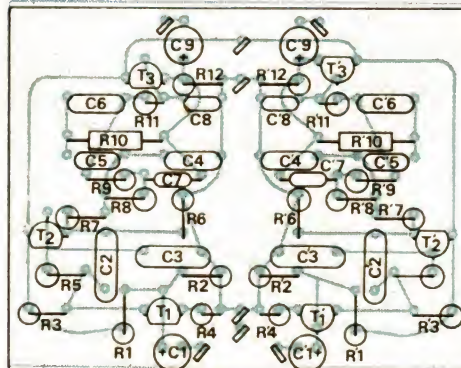 C9 C'9
T3 T'3
R12 R'12
C6 R11 C8 C'8 R'11 C'6
R10 R'10
C5 C4 C'4 C'7 C'5
R9 C7 R'9
R8 R6 R'6 R'8
R7 R'7
T2 T'2
C2 C3 C'3 C'2
R5 R2 R'2
R3 T1 R4 R4 T'1 R'3
R1 R'1
+C1 C'1+